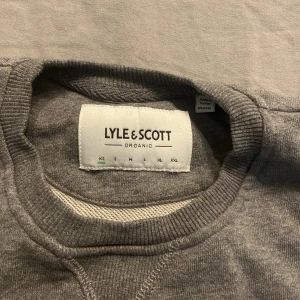 LYLE & SCOTT
ORGANIC
XS S M L XL XXL